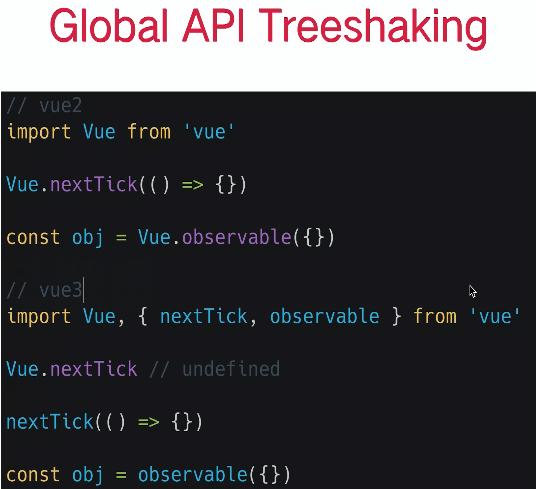 Global API Treeshaking
// vue2
import Vue from 'vue'
Vue.nextTick(() => {})
const obj = Vue.observable({})
// vue3
import Vue, { nextTick, observable } from 'vue'
Vue.nextTick // undefined
nextTick(() => {})
const obj = observable({})